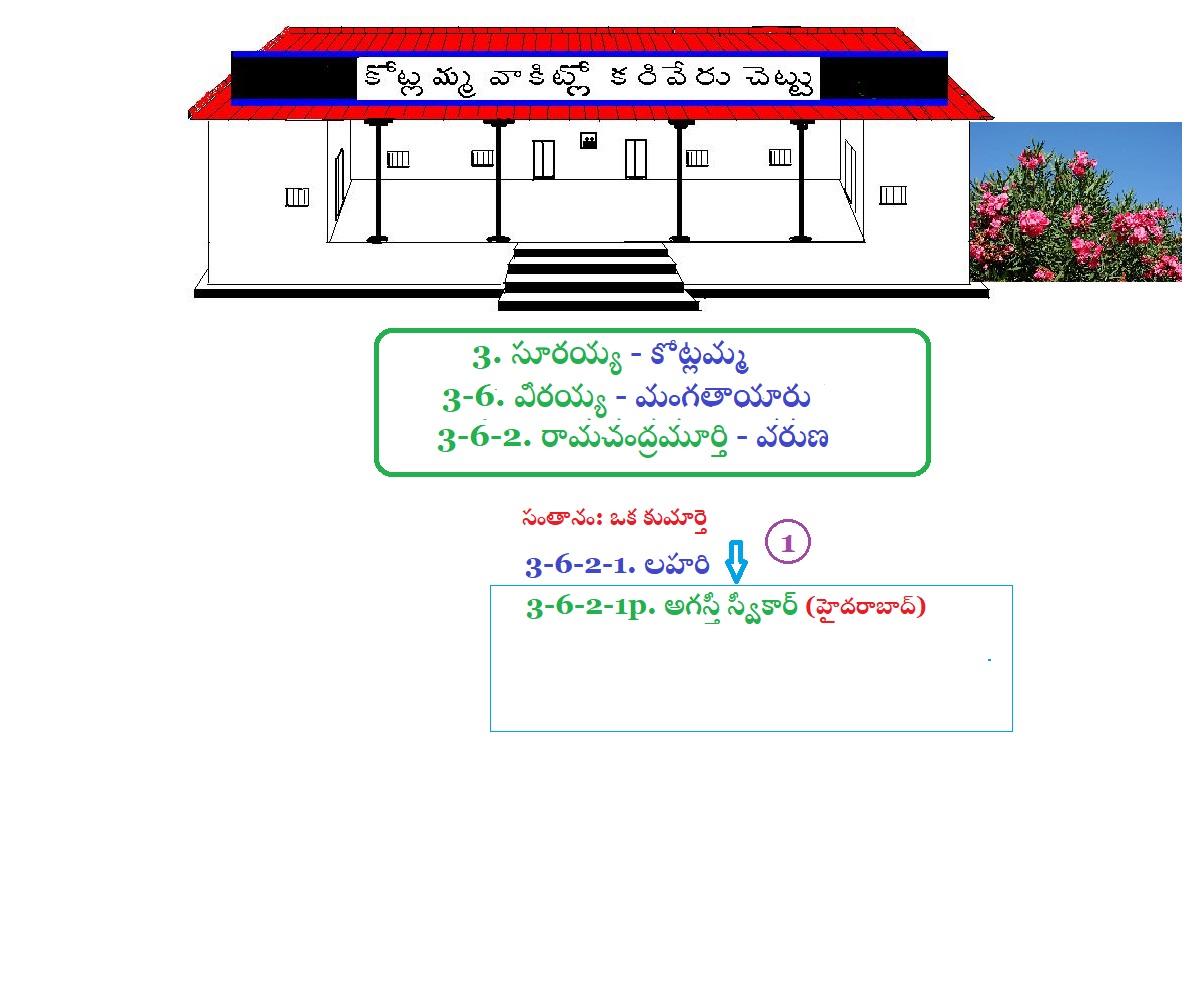 కోట్లమ్మ వాకిట్లో కరివేరు చెట్టు
3. సూరయ్య - కోట్లమ్మ
3-6. వీరయ్య - మంగతాయారు
3-6-2. రామచంద్రమూర్తి - వరుణ
సంతానం: ఒక కుమార్తె
1
3-6-2-1. లహరి
3-6-2-1p. అగస్తీ స్వీకార్ (హైదరాబాద్)